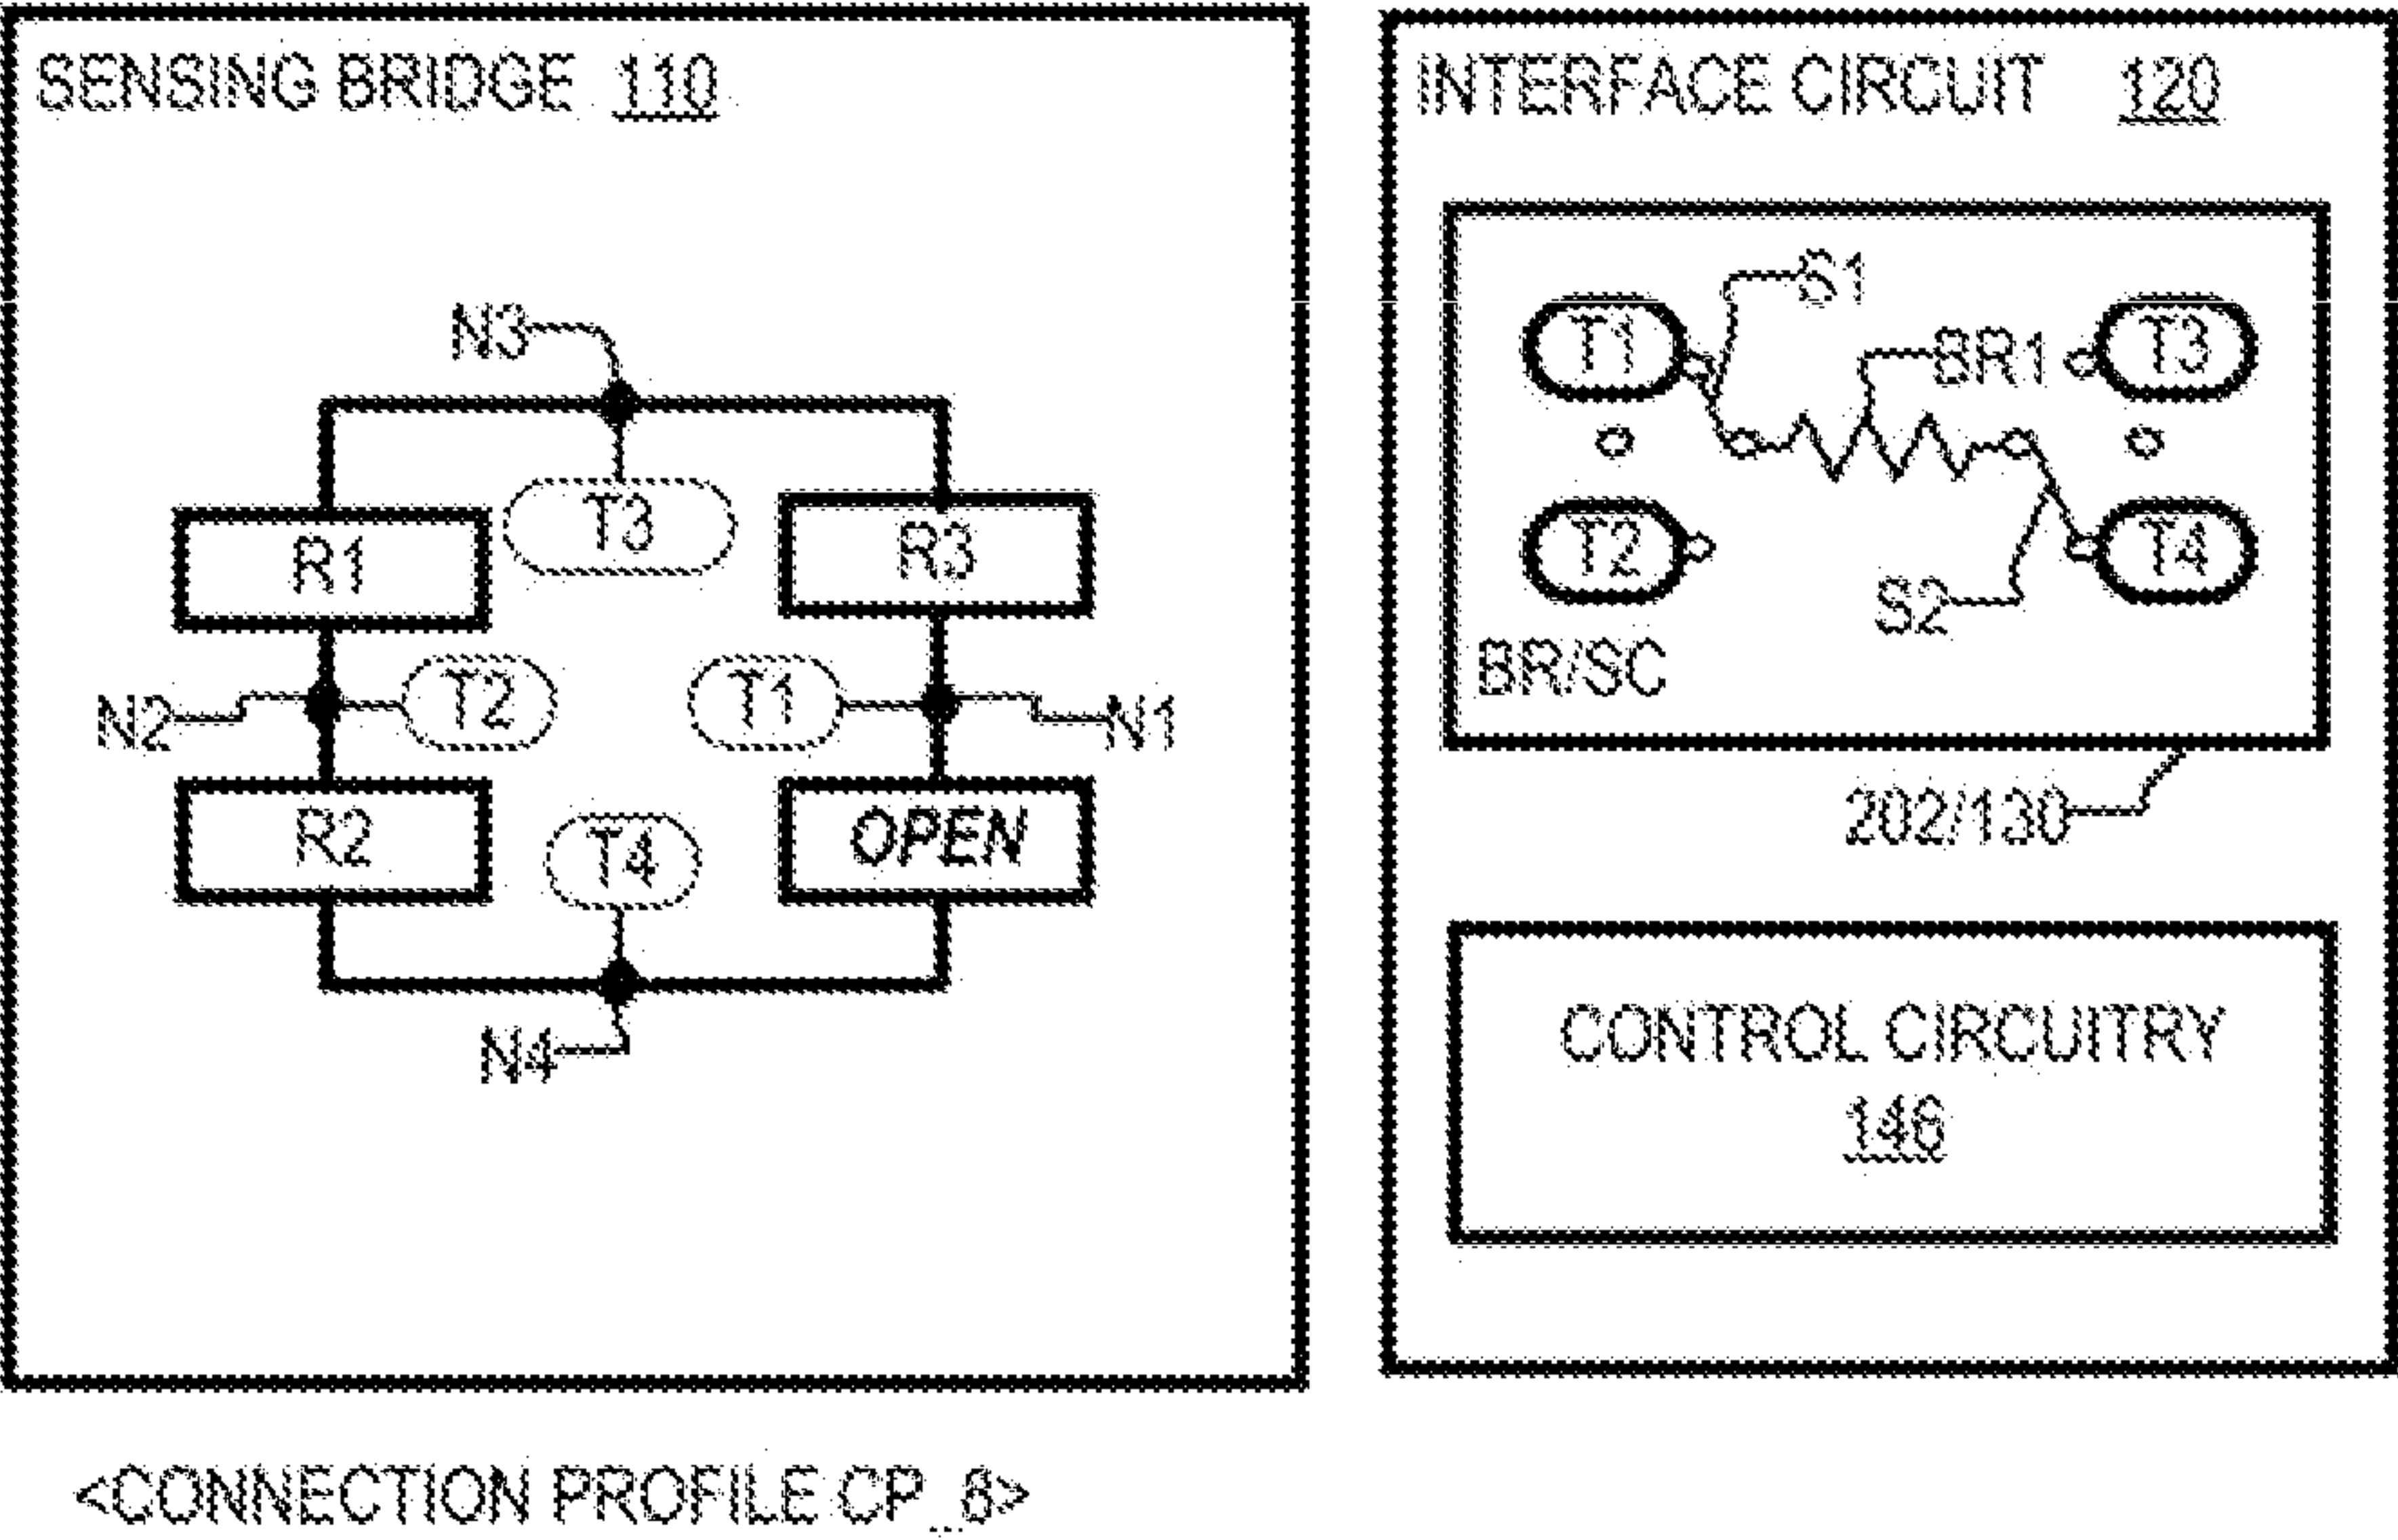 SENSING BRIDGE 110
N3
T3
R1
R3
N2
T2
T1
N1
R2
T4
OPEN
N4
INTERFACE CIRCUIT 120
S1
T1
BR1
T3
T2
S2
T4
BR/SC
202/130
CONTROL CIRCUITRY
146
<CONNECTION PROFILE CP_6>